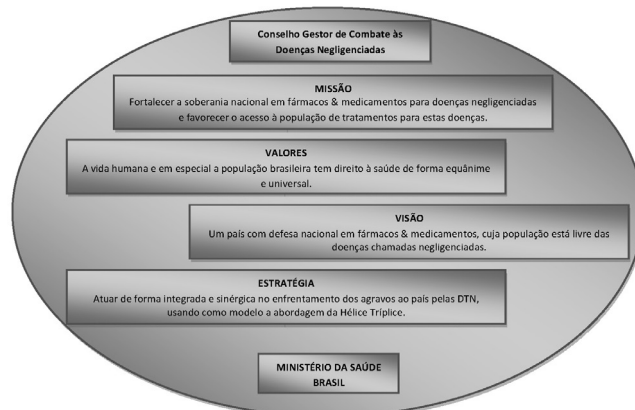 Conselho Gestor de Combate às
Doenças Negligenciadas
MISSÃO
Fortalecer a soberania nacional em fármacos & medicamentos para doenças negligenciadas
e favorecer o acesso à população de tratamentos para estas doenças.
VALORES
A vida humana e em especial a população brasileira tem direito à saúde de forma equânime
e universal.
VISÃO
Um país com defesa nacional em fármacos & medicamentos, cuja população está livre das
doenças chamadas negligenciadas.
ESTRATÉGIA
Atuar de forma integrada e sinérgica no enfrentamento dos agravos ao país pelas DTN,
usando como modelo a abordagem da Hélice Tríplice.
MINISTÉRIO DA SAÚDE
BRASIL